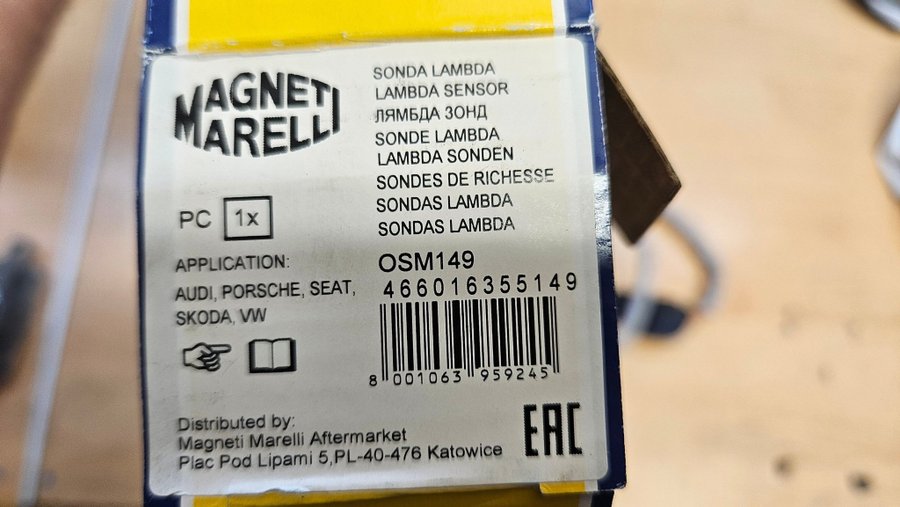 MAGNETI
MARELLI
SONDA LAMBDA
LAMBDA SENSOR
ЛЯМБДА ЗОНД
SONDE LAMBDA
LAMBDA SONDEN
SONDES DE RICHESSE
SONDAS LAMBDA
SONDAS LAMBDA
PC 1x
APPLICATION:
AUDI, PORSCHE, SEAT,
SKODA, VW
OSM149
466016355149
8 001063 959245
Distributed by:
Magneti Marelli Aftermarket
Plac Pod Lipami 5,PL-40-476 Katowice
EAC